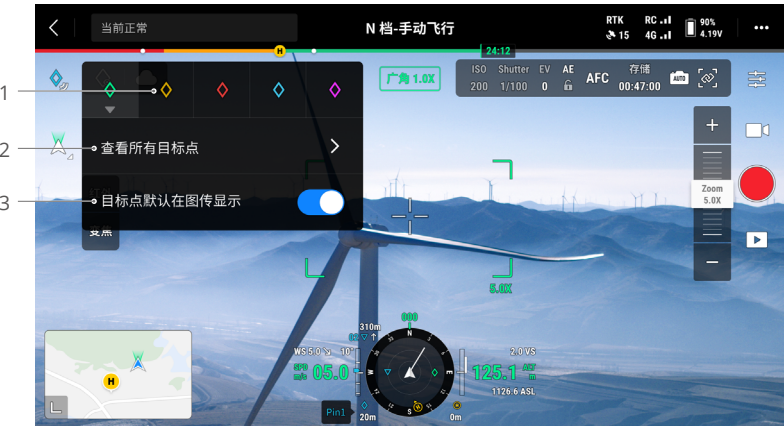 当前正常
N 档-手动飞行
RTK
15
RC
4G
90%
4.19V
24:12
H
广角 1.0X
ISO
200
Shutter
1/100
EV
0
AE
AFC
存储
00:47:00
AUTO
1
2
查看所有目标点
3
目标点默认在图传显示
变焦
+
Zoom
5.0X
−
5.0X
000
310m
WS 5.0
10°
SPD
m/s
05.0
N
E
S
W
H
2.0 VS
125.1
ALT
m
1126.6 ASL
Pin1
20m
0m
H